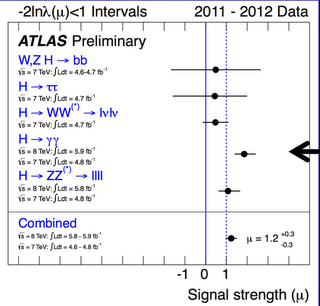 -2lnλ(μ)<1 Intervals 2011 - 2012 Data
ATLAS Preliminary
W,Z H → bb
√s = 7 TeV: ∫Ldt = 4.6-4.7 fb⁻¹
H → ττ
√s = 7 TeV: ∫Ldt = 4.7 fb⁻¹
H → WW⁽*⁾ → lνlν
√s = 7 TeV: ∫Ldt = 4.7 fb⁻¹
H → γγ
√s = 8 TeV: ∫Ldt = 5.9 fb⁻¹
√s = 7 TeV: ∫Ldt = 4.8 fb⁻¹
H → ZZ⁽*⁾ → llll
√s = 8 TeV: ∫Ldt = 5.8 fb⁻¹
√s = 7 TeV: ∫Ldt = 4.8 fb⁻¹
Combined
√s = 8 TeV: ∫Ldt = 5.8 - 5.9 fb⁻¹
√s = 7 TeV: ∫Ldt = 4.6 - 4.8 fb⁻¹
μ = 1.2 +0.3 -0.3
-1 0 1
Signal strength (μ)